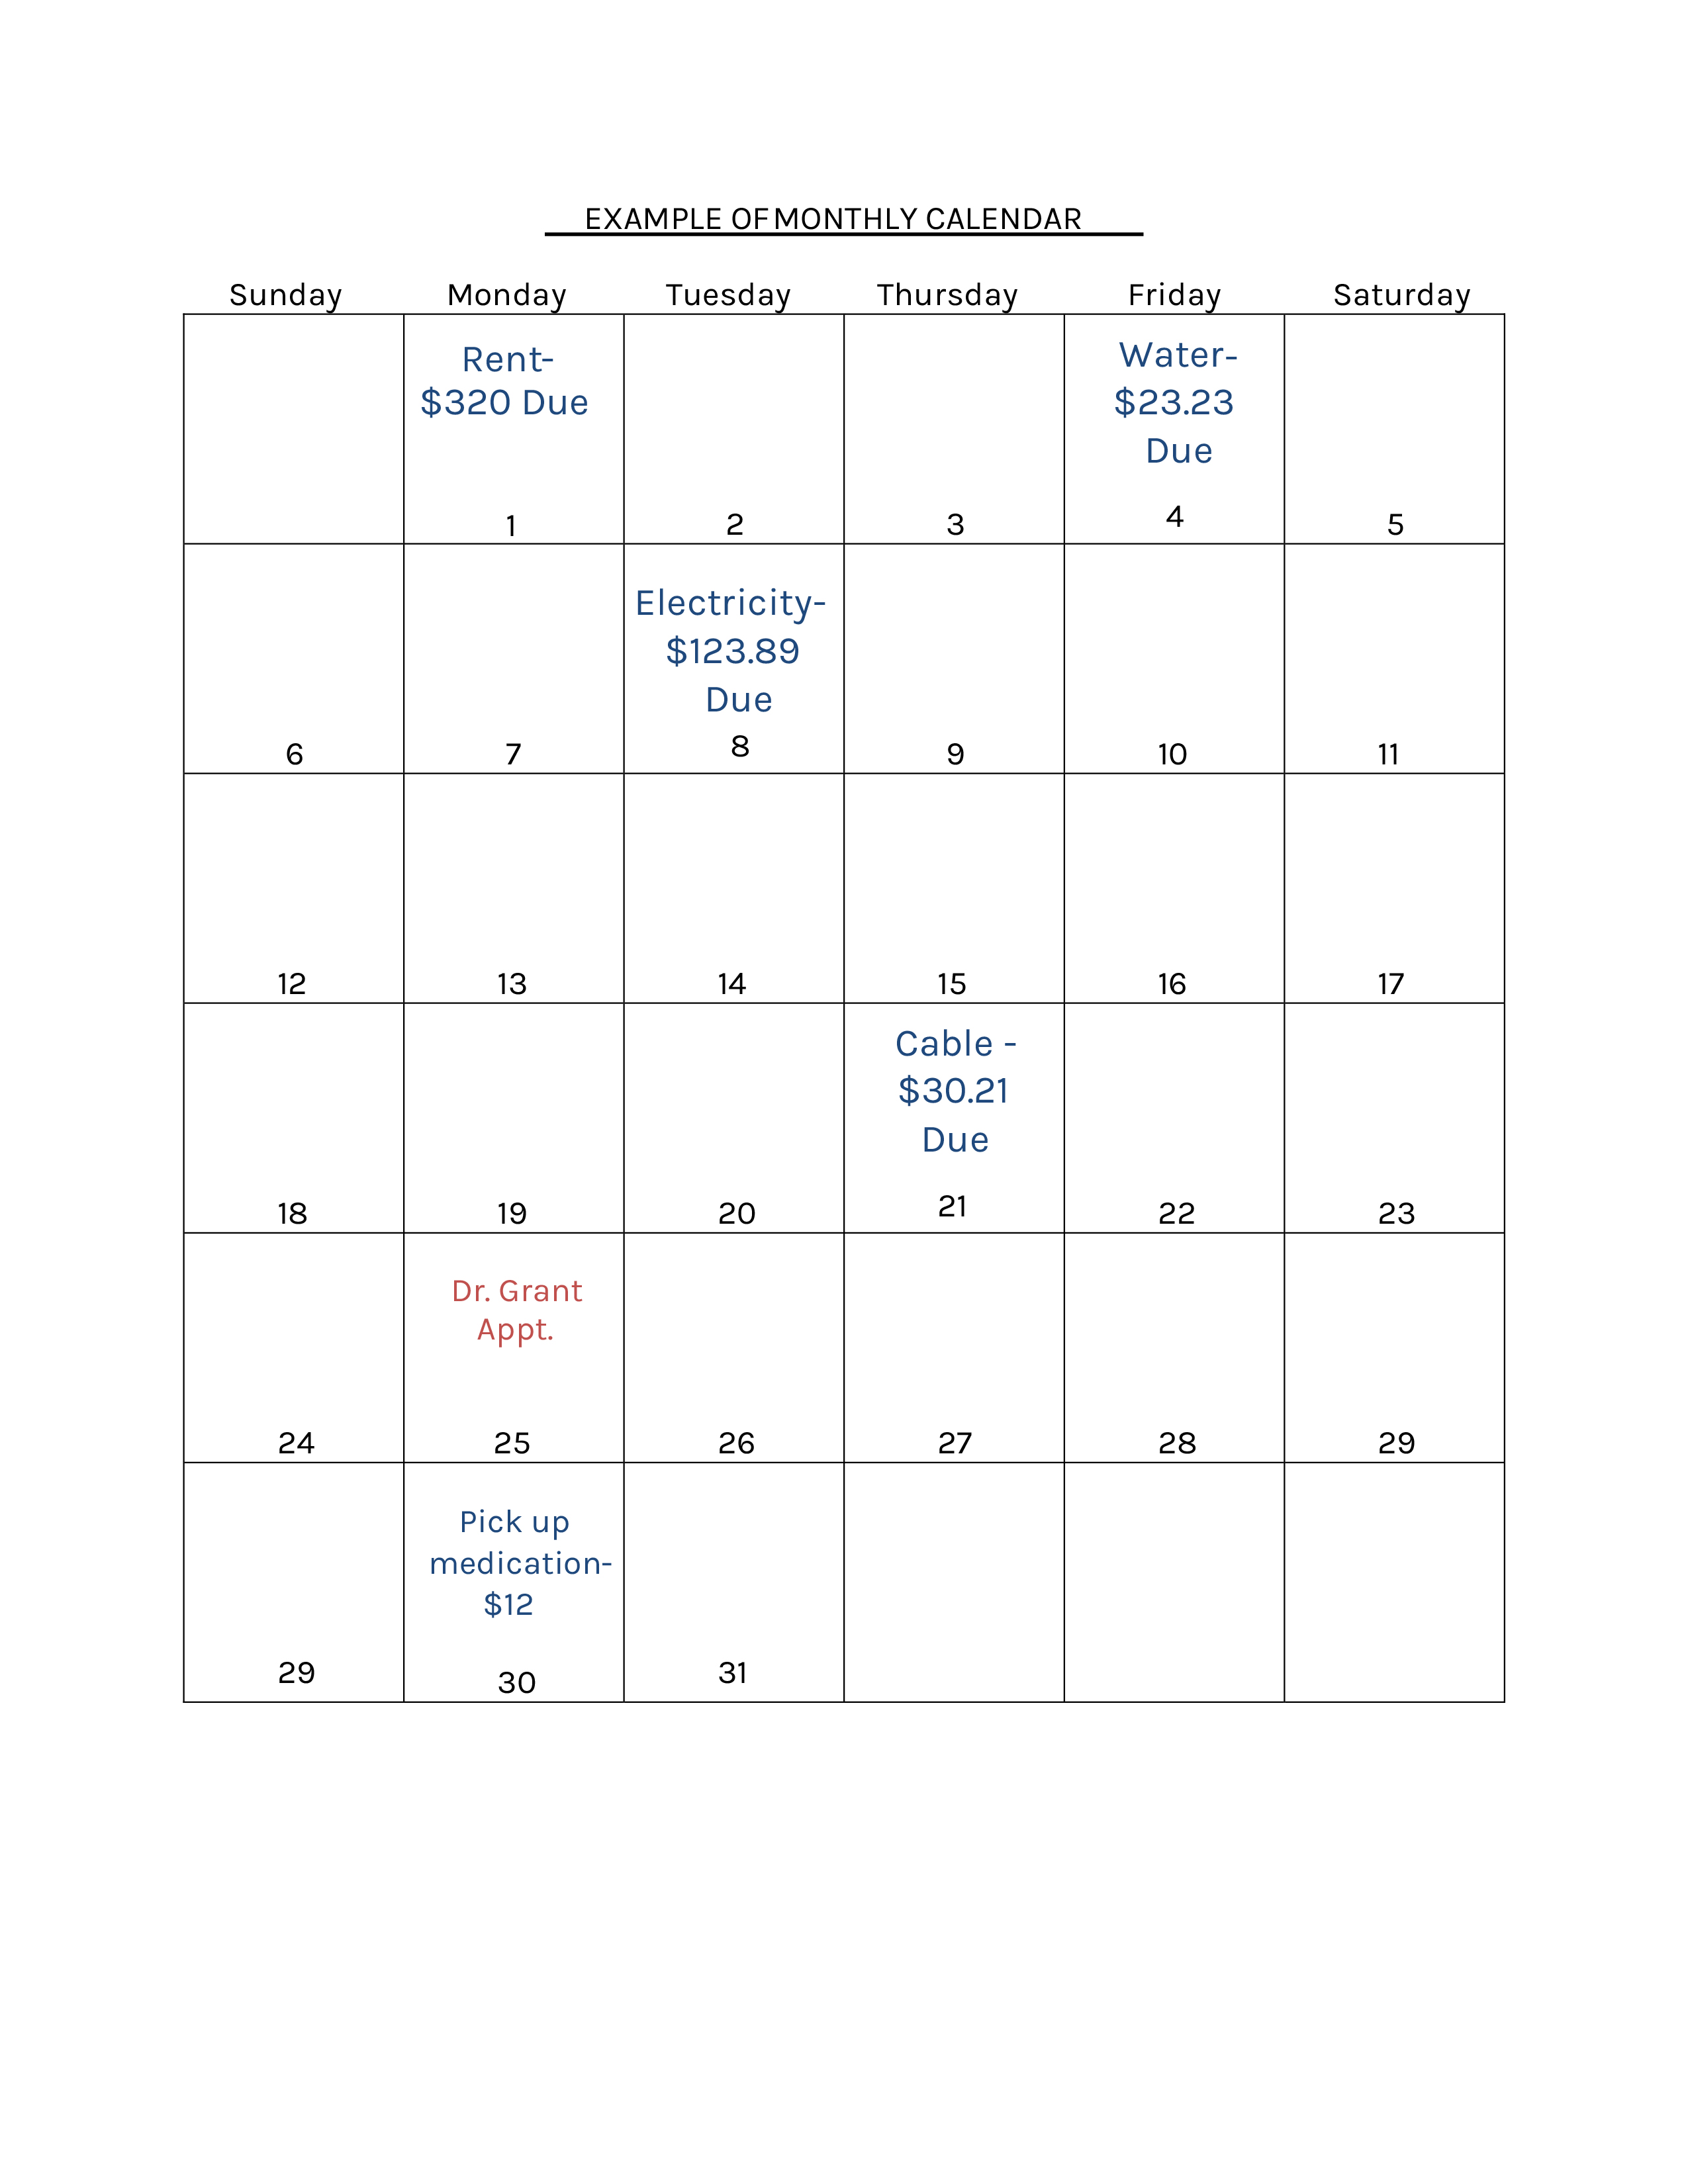 EXAMPLE OF MONTHLY CALENDAR
Sunday Monday Tuesday Thursday Friday Saturday
Rent-
$320 Due
1
2
3
Water-
$23.23
Due
4
5
6
7
Electricity-
$123.89
Due
8
9
10
11
12
13
14
15
16
17
18
19
20
Cable -
$30.21
Due
21
22
23
24
Dr. Grant
Appt.
25
26
27
28
29
29
Pick up
medication-
$12
30
31